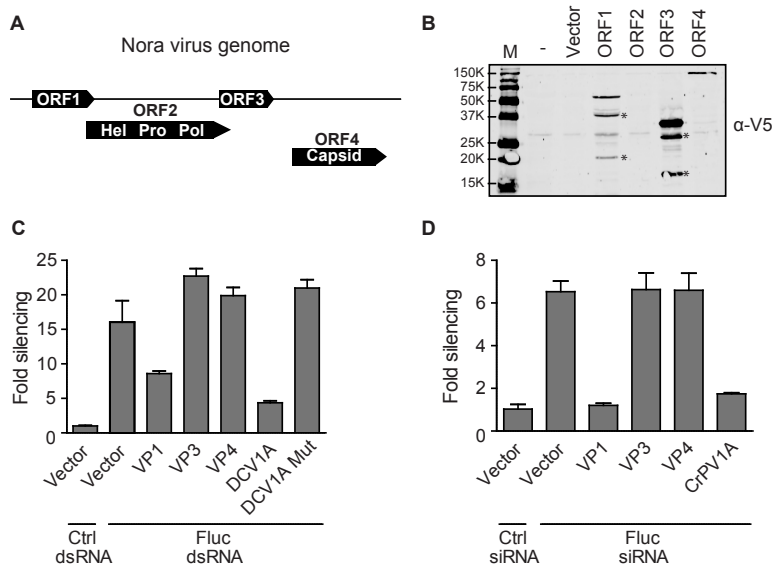 A
Nora virus genome
ORF1
ORF2
ORF3
Hel Pro Pol
ORF4
Capsid
B
M
-
Vector
ORF1
ORF2
ORF3
ORF4
150K
75K
50K
37K
25K
20K
15K
*
*
*
*
α-V5
C
Fold silencing
25
20
15
10
5
0
Vector
Vector
VP1
VP3
VP4
DCV1A
DCV1A Mut
Ctrl
dsRNA
Fluc
dsRNA
D
Fold silencing
8
6
4
2
0
Vector
Vector
VP1
VP3
VP4
CrPV1A
Ctrl
siRNA
Fluc
siRNA